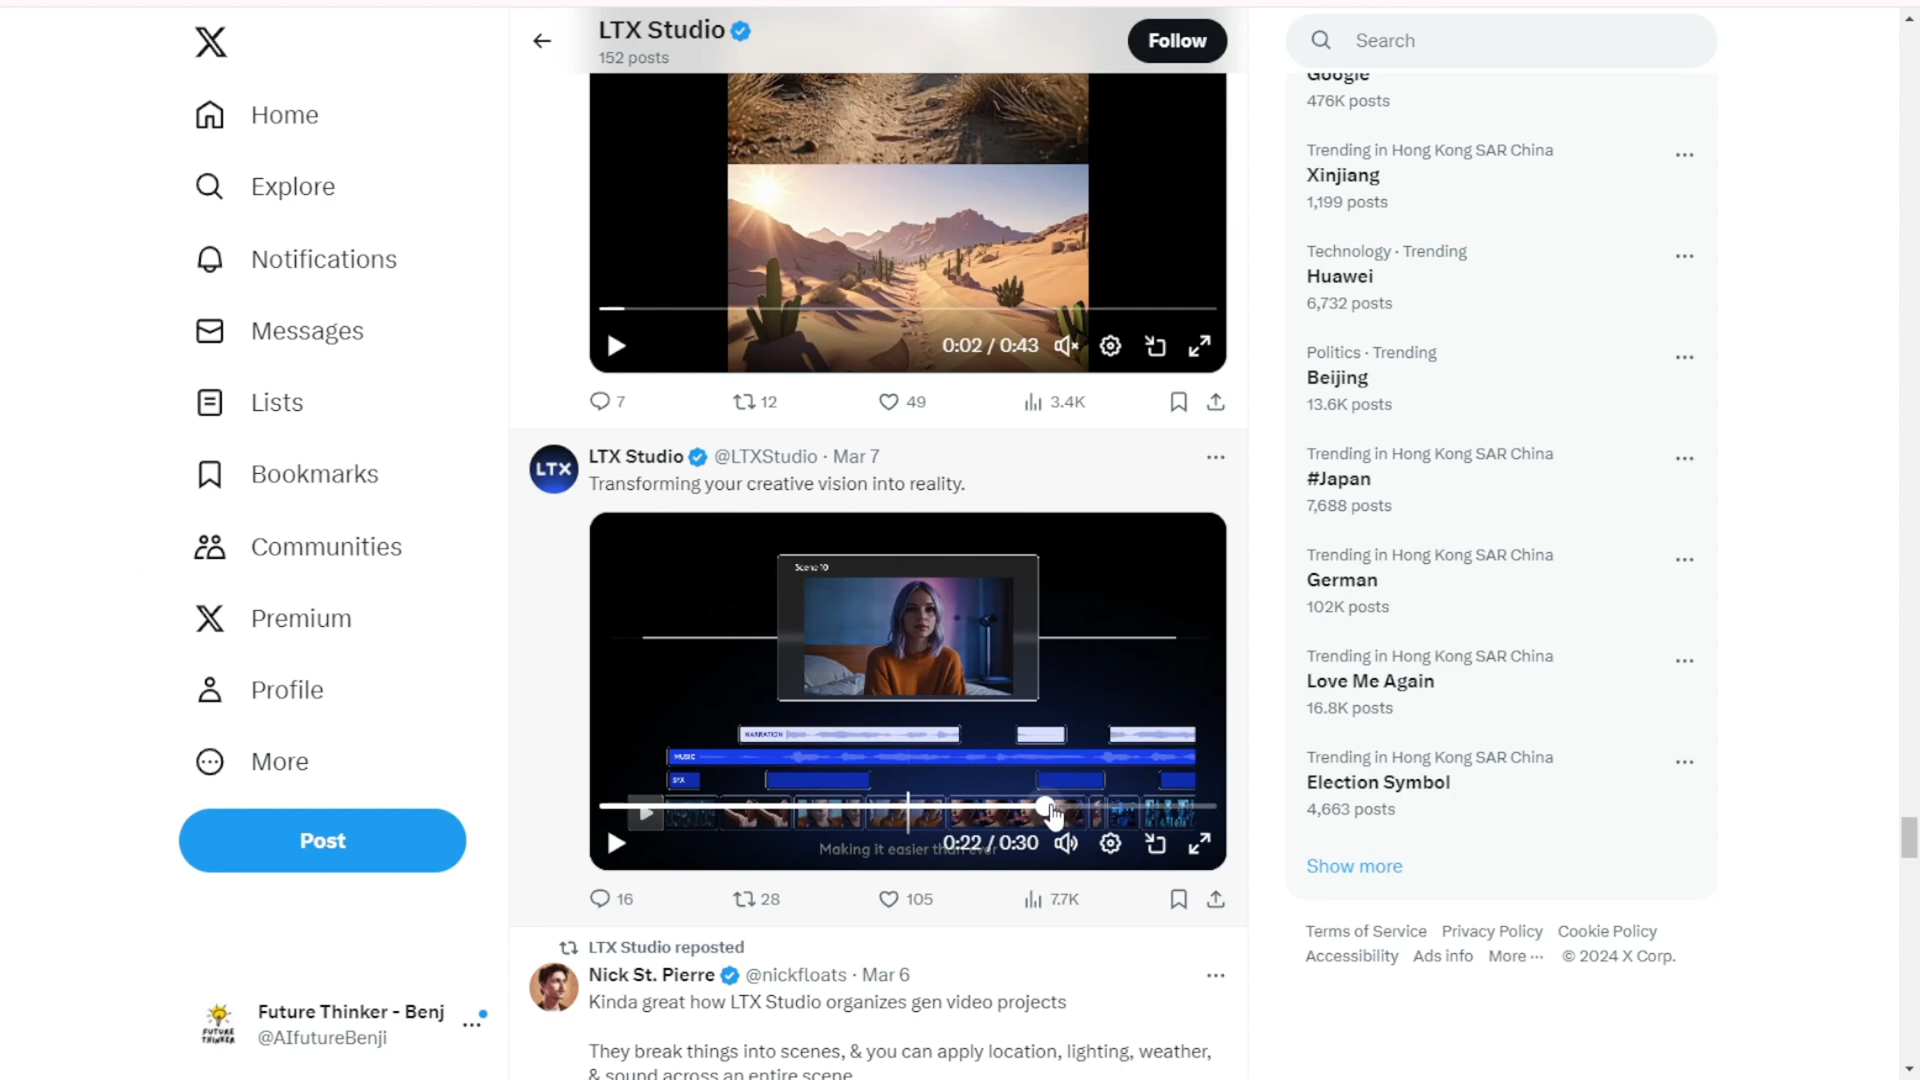 Home
Explore
Notifications
Messages
Lists
Bookmarks
Communities
Premium
Profile
More
Post
Future Thinker - Benj
@AIfutureBenji
FUTURE
THINKER
LTX Studio
152 posts
Follow
0:02 / 0:43
7
12
49
3.4K
LTX
LTX Studio @LTXStudio · Mar 7
Transforming your creative vision into reality.
Scene 10
NARRATION
MUSIC
SFX
0:22 / 0:30
Making it easier than ever
16
28
105
7.7K
LTX Studio reposted
Nick St. Pierre @nickfloats · Mar 6
Kinda great how LTX Studio organizes gen video projects
They break things into scenes, & you can apply location, lighting, weather,
& sound across an entire scene
Search
Google
476K posts
Trending in Hong Kong SAR China
Xinjiang
1,199 posts
Technology · Trending
Huawei
6,732 posts
Politics · Trending
Beijing
13.6K posts
Trending in Hong Kong SAR China
#Japan
7,688 posts
Trending in Hong Kong SAR China
German
102K posts
Trending in Hong Kong SAR China
Love Me Again
16.8K posts
Trending in Hong Kong SAR China
Election Symbol
4,663 posts
Show more
Terms of Service Privacy Policy Cookie Policy
Accessibility Ads info More ··· © 2024 X Corp.